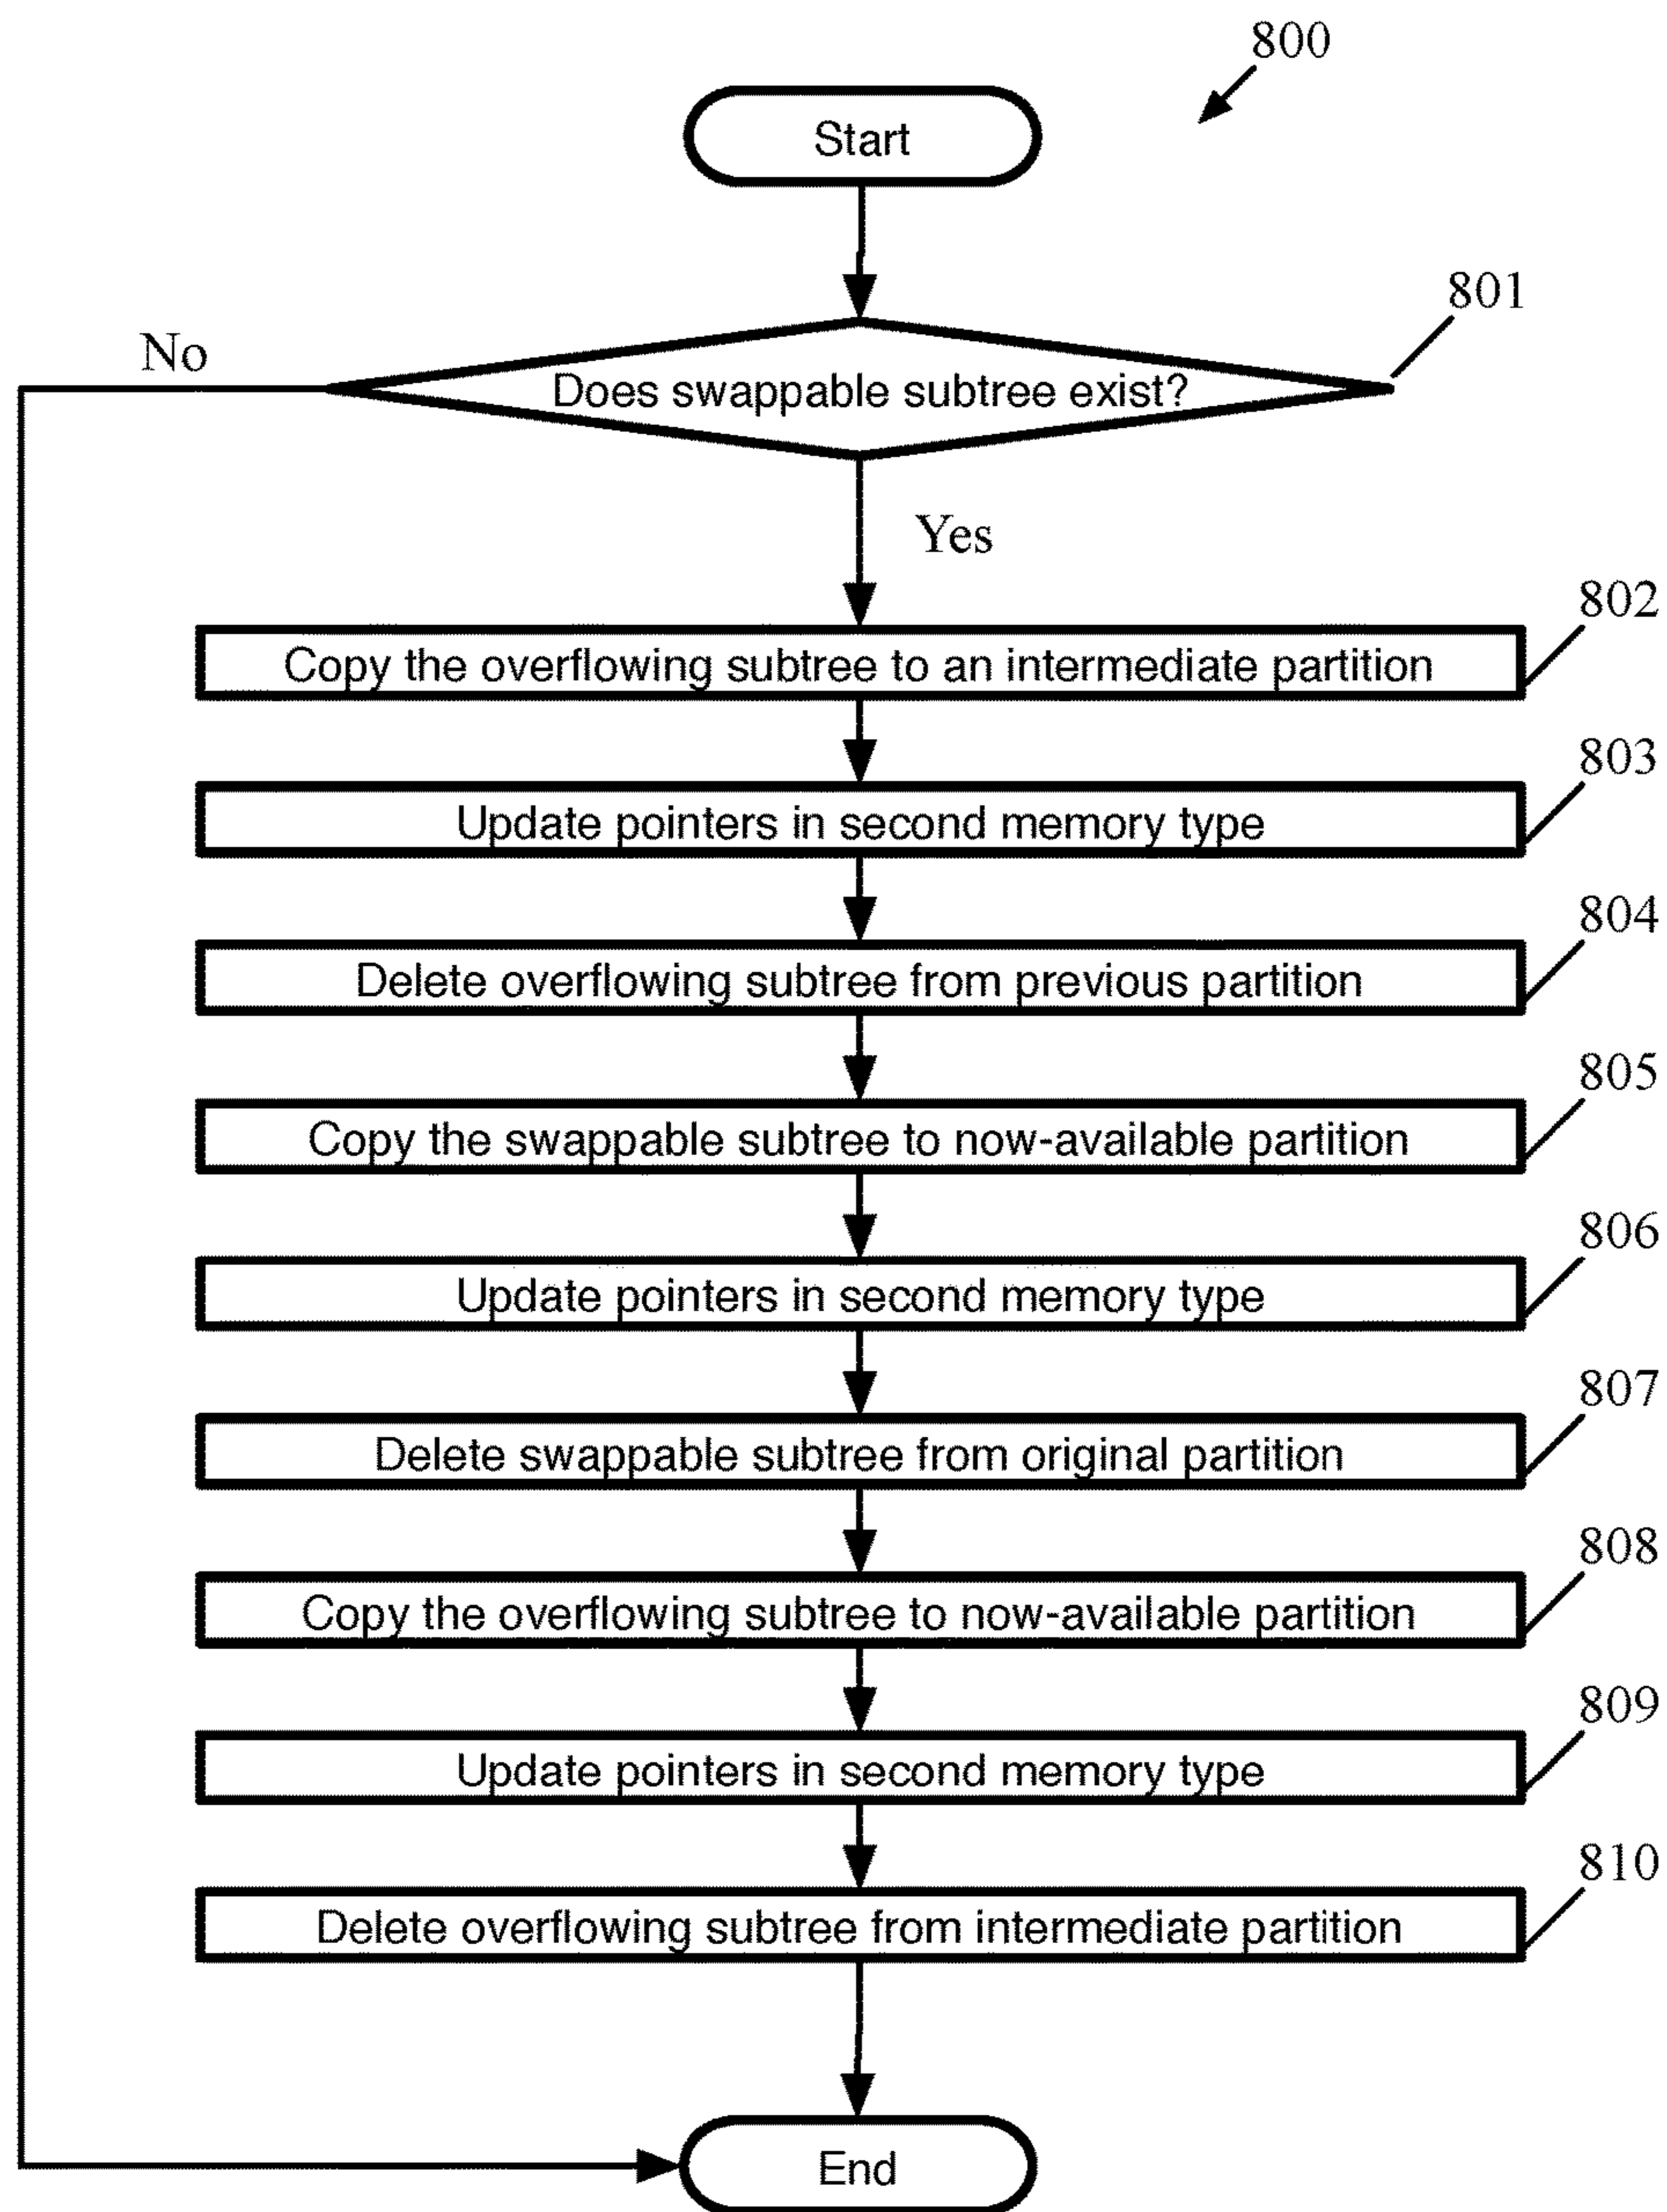 800
Start
801
No
Does swappable subtree exist?
Yes
802
Copy the overflowing subtree to an intermediate partition
803
Update pointers in second memory type
804
Delete overflowing subtree from previous partition
805
Copy the swappable subtree to now-available partition
806
Update pointers in second memory type
807
Delete swappable subtree from original partition
808
Copy the overflowing subtree to now-available partition
809
Update pointers in second memory type
810
Delete overflowing subtree from intermediate partition
End